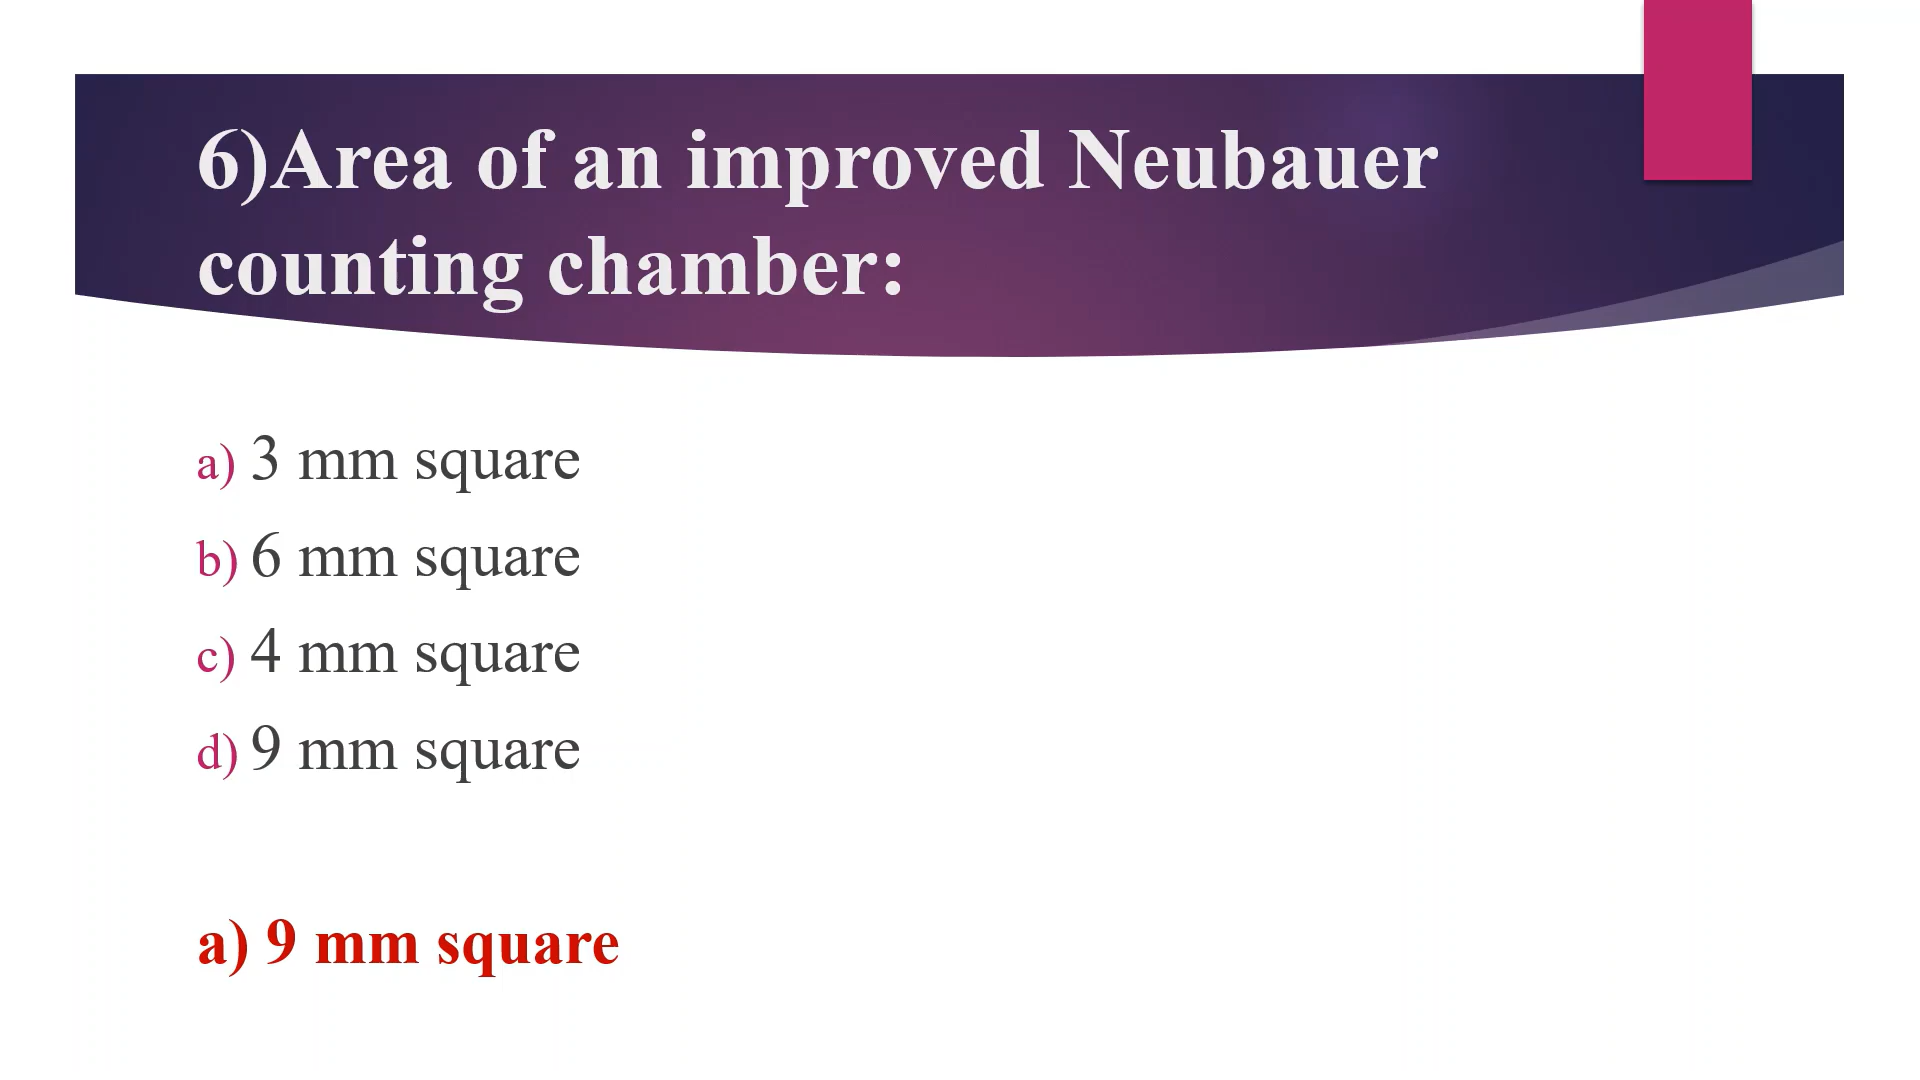 6)Area of an improved Neubauer
counting chamber:
a) 3 mm square
b) 6 mm square
c) 4 mm square
d) 9 mm square
a) 9 mm square